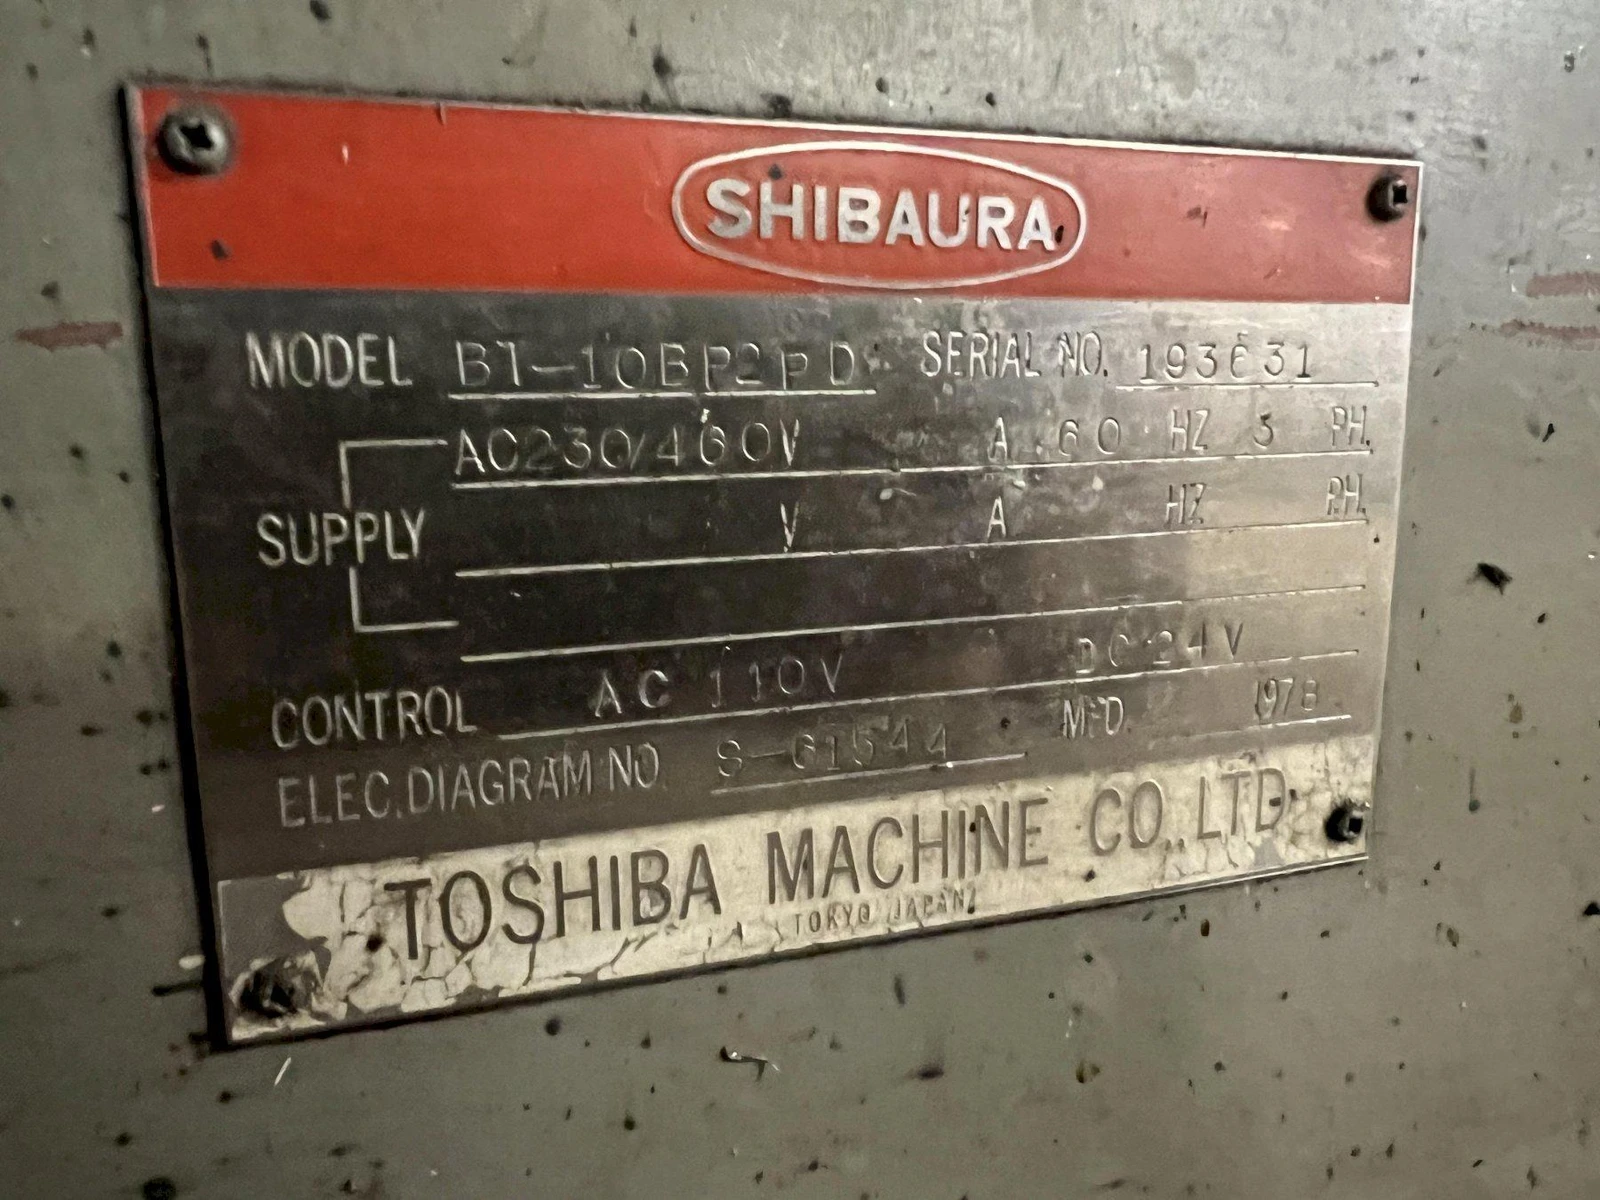 SHIBAURA
MODEL BT-10BP2PD SERIAL NO. 193631
AC230/460V A 60 HZ 3 PH.
SUPPLY V A HZ PH.
CONTROL AC 110V DC24V
ELEC.DIAGRAM NO. S-61544 M'F'D. 1978
TOSHIBA MACHINE CO.,LTD.
TOKYO JAPAN